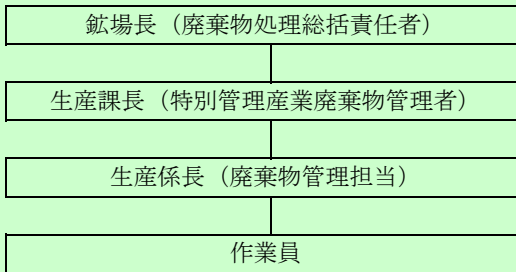 鉱場長（廃棄物処理総括責任者）
生産課長（特別管理産業廃棄物管理者）
生産係長（廃棄物管理担当）
作業員